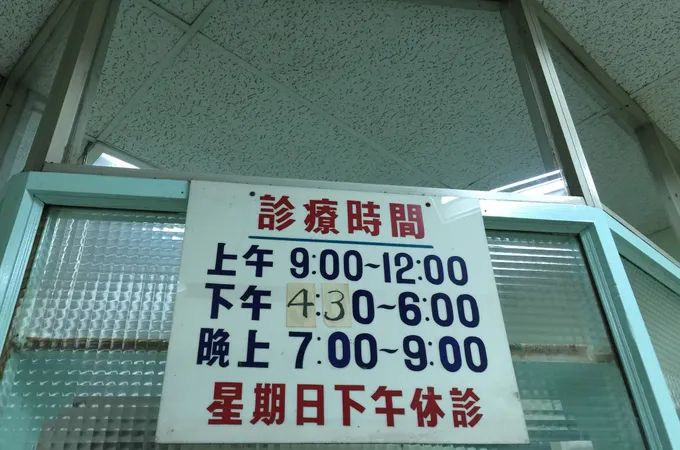 診療時間
上午 9:00~12:00
下午 4:30~6:00
晚上 7:00~9:00
星期日下午休診